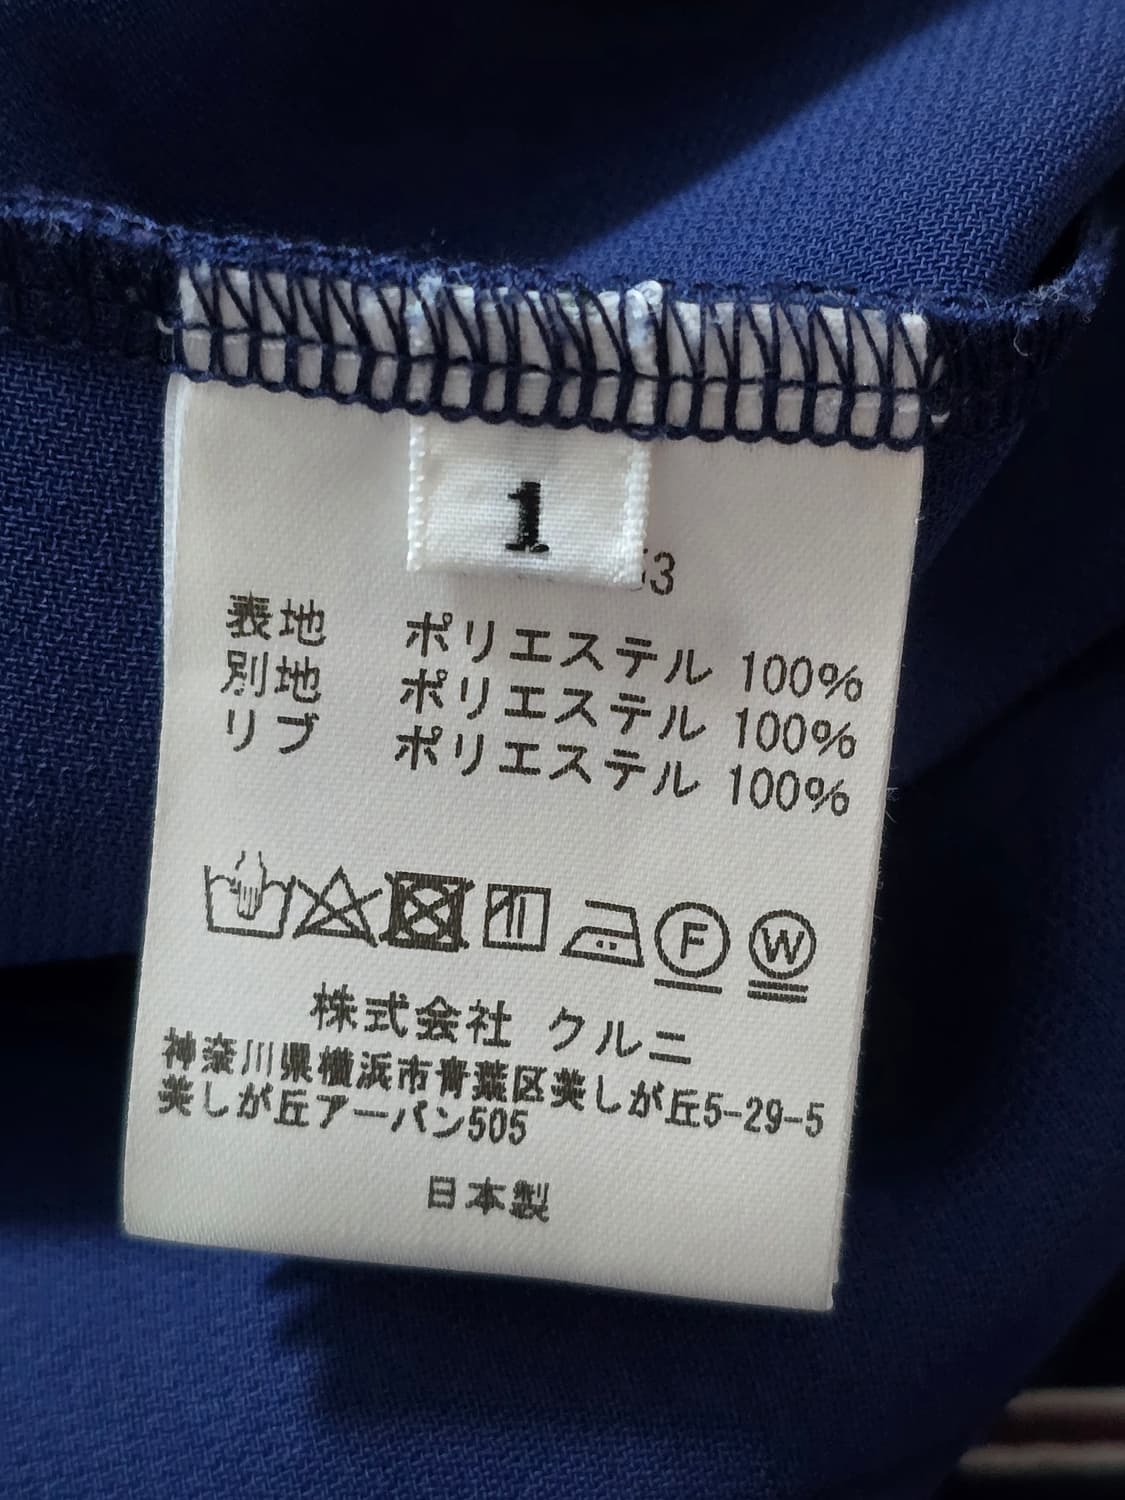 1
53
表地 ポリエステル 100%
別地 ポリエステル 100%
リブ ポリエステル 100%
F W
株式会社 クルニ
神奈川県横浜市青葉区美しが丘5-29-5
美しが丘アーバン505
日本製